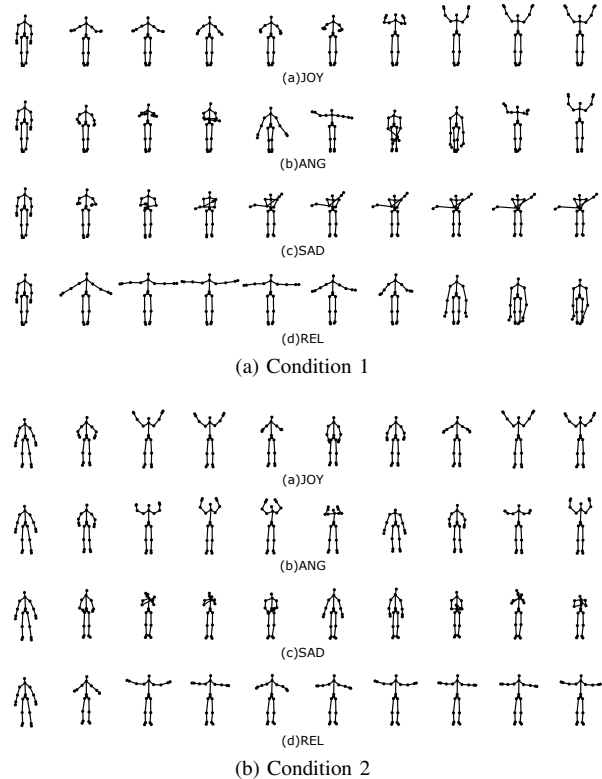 (a)JOY
(b)ANG
(c)SAD
(d)REL
(a) Condition 1
(a)JOY
(b)ANG
(c)SAD
(d)REL
(b) Condition 2